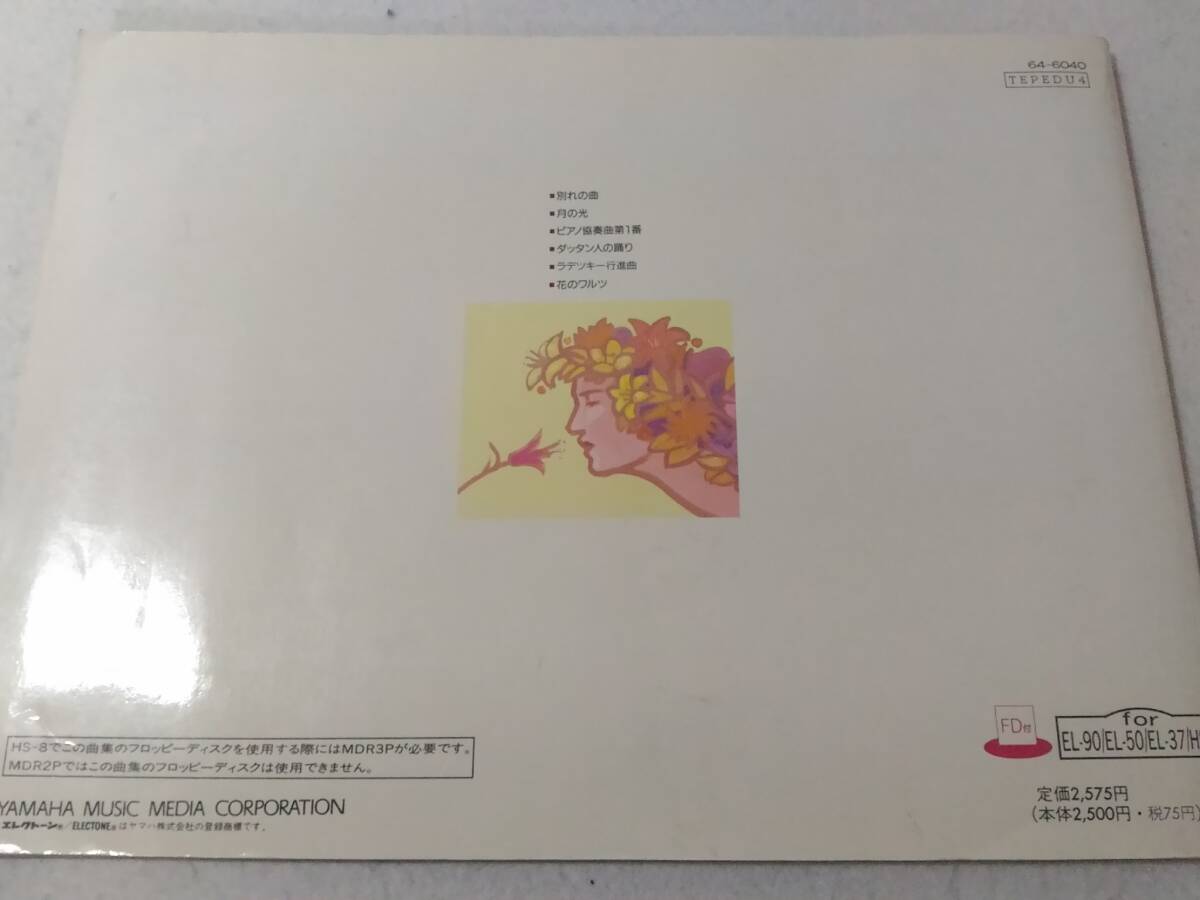 64-6040
TEPEDU4
■別れの曲
■月の光
■ピアノ協奏曲第1番
■ダッタン人の踊り
■ラデツキー行進曲
■花のワルツ
FD付
for
EL-90/EL-50/EL-37/H
HS-8でこの曲集のフロッピーディスクを使用する際にはMDR3Pが必要です。
MDR2Pではこの曲集のフロッピーディスクは使用できません。
YAMAHA MUSIC MEDIA CORPORATION
エレクトーン®/ELECTONE®はヤマハ株式会社の登録商標です。
定価2,575円
(本体2,500円・税75円)